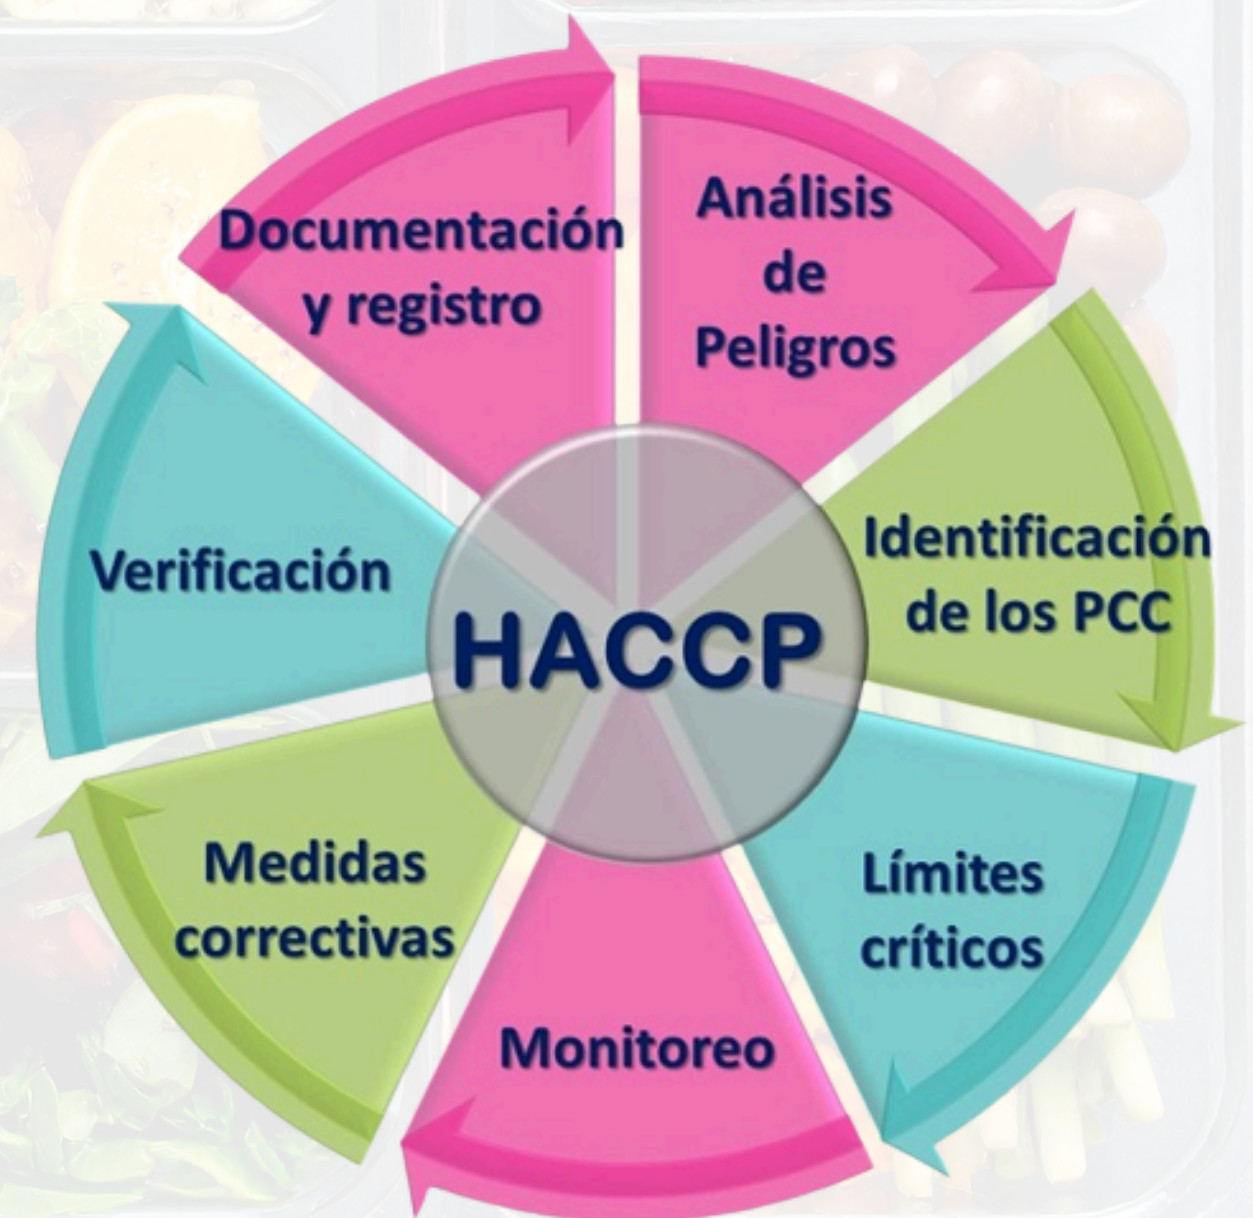 Análisis
de
Peligros
Identificación
de los PCC
Límites
críticos
Monitoreo
Medidas
correctivas
Verificación
Documentación
y registro
HACCP